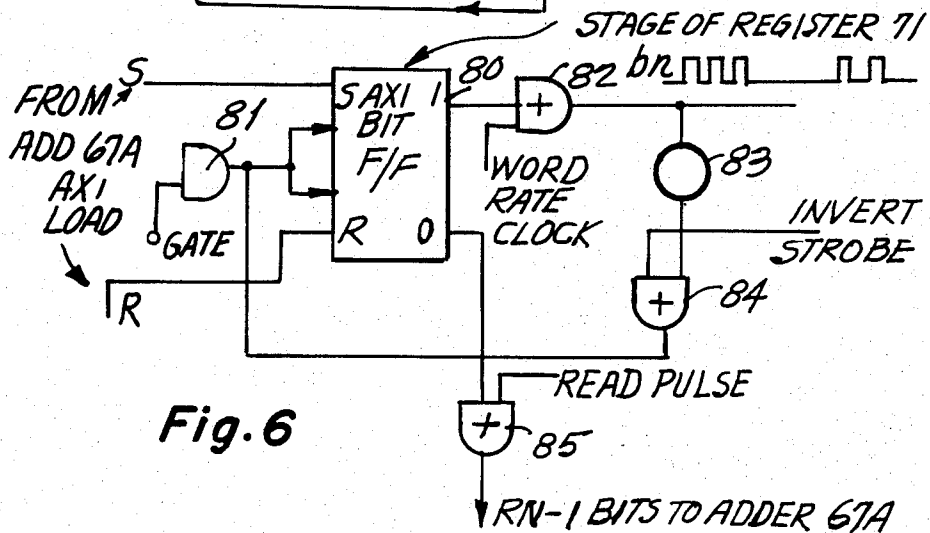 STAGE OF REGISTER 71
bn
S
80
82
FROM
81
S AXI 1
BIT
F/F
R 0
+
ADD 67A
AXI
LOAD
GATE
WORD
RATE
CLOCK
83
INVERT
STROBE
+
84
R
READ PULSE
Fig. 6
+
85
RN-1 BITS TO ADDER 67A